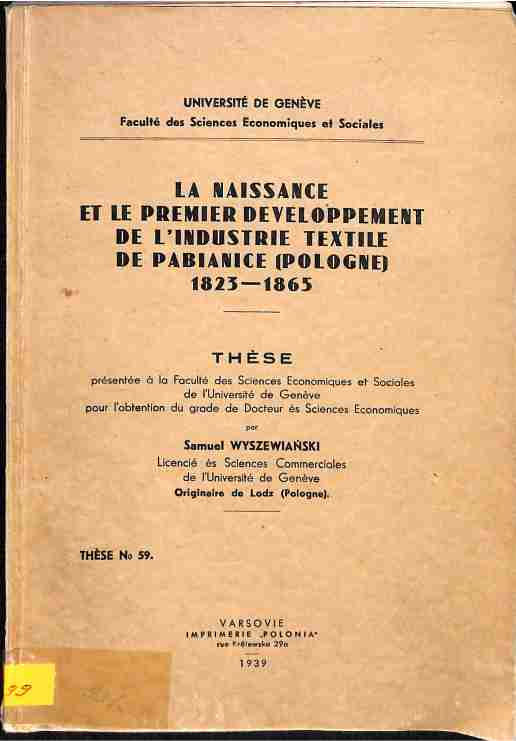 UNIVERSITÉ DE GENÈVE
Faculté des Sciences Economiques et Sociales
LA NAISSANCE
ET LE PREMIER DEVELOPPEMENT
DE L'INDUSTRIE TEXTILE
DE PABIANICE (POLOGNE)
1823—1865
THÈSE
présentée à la Faculté des Sciences Economiques et Sociales
de l'Université de Genève
pour l'obtention du grade de Docteur ès Sciences Economiques
par
Samuel WYSZEWIAŃSKI
Licencié ès Sciences Commerciales
de l'Université de Genève
Originaire de Lodz (Pologne).
THÈSE No 59.
VARSOVIE
IMPRIMERIE „POLONIA"
rue Królewska 29a
1939
99